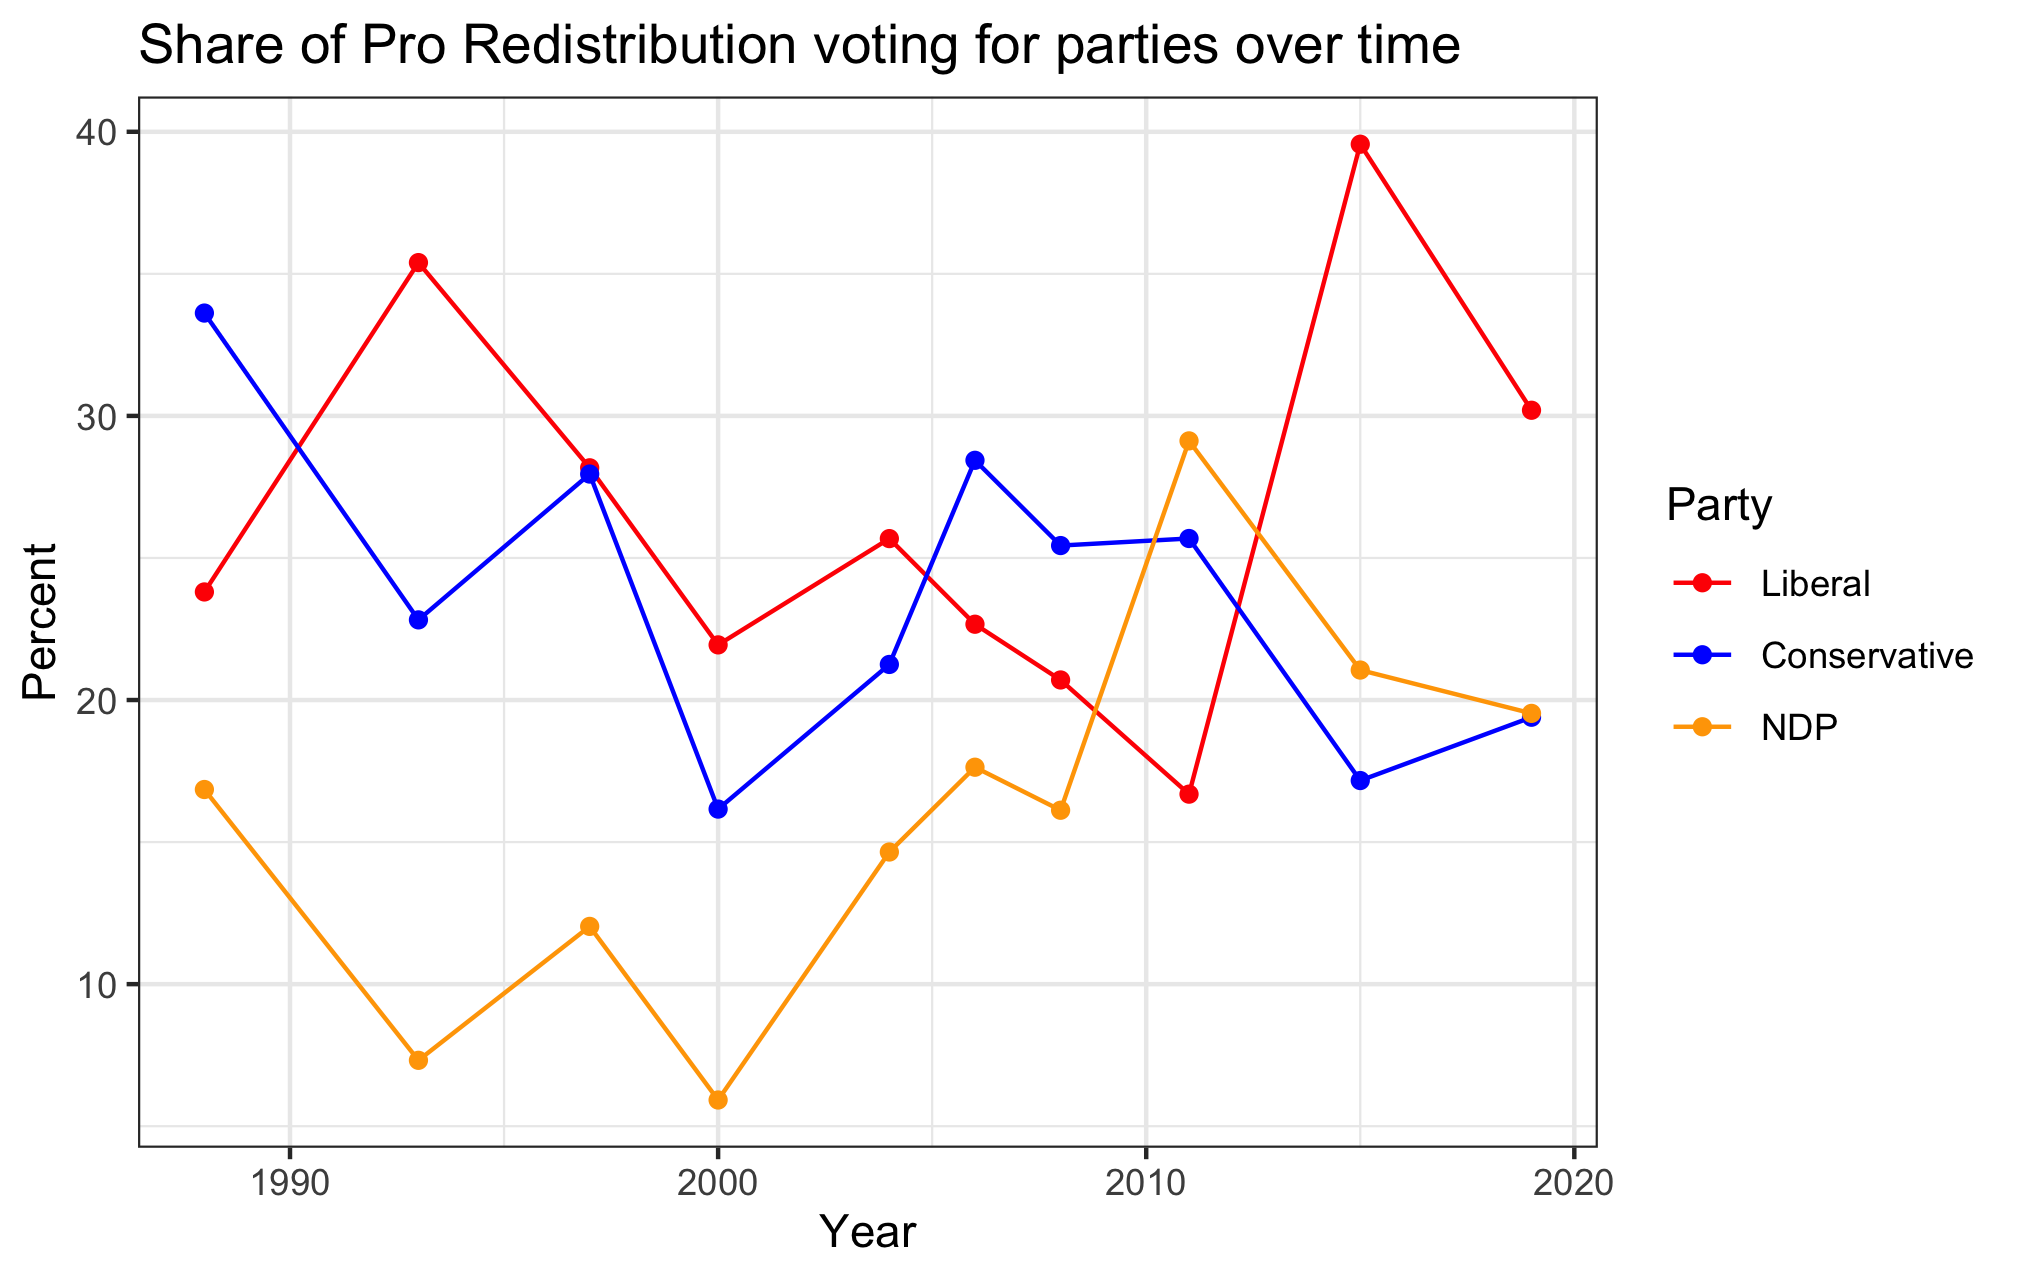 Share of Pro Redistribution voting for parties over time
40
30
20
10
Percent
1990
2000
2010
2020
Year
Party
Liberal
Conservative
NDP